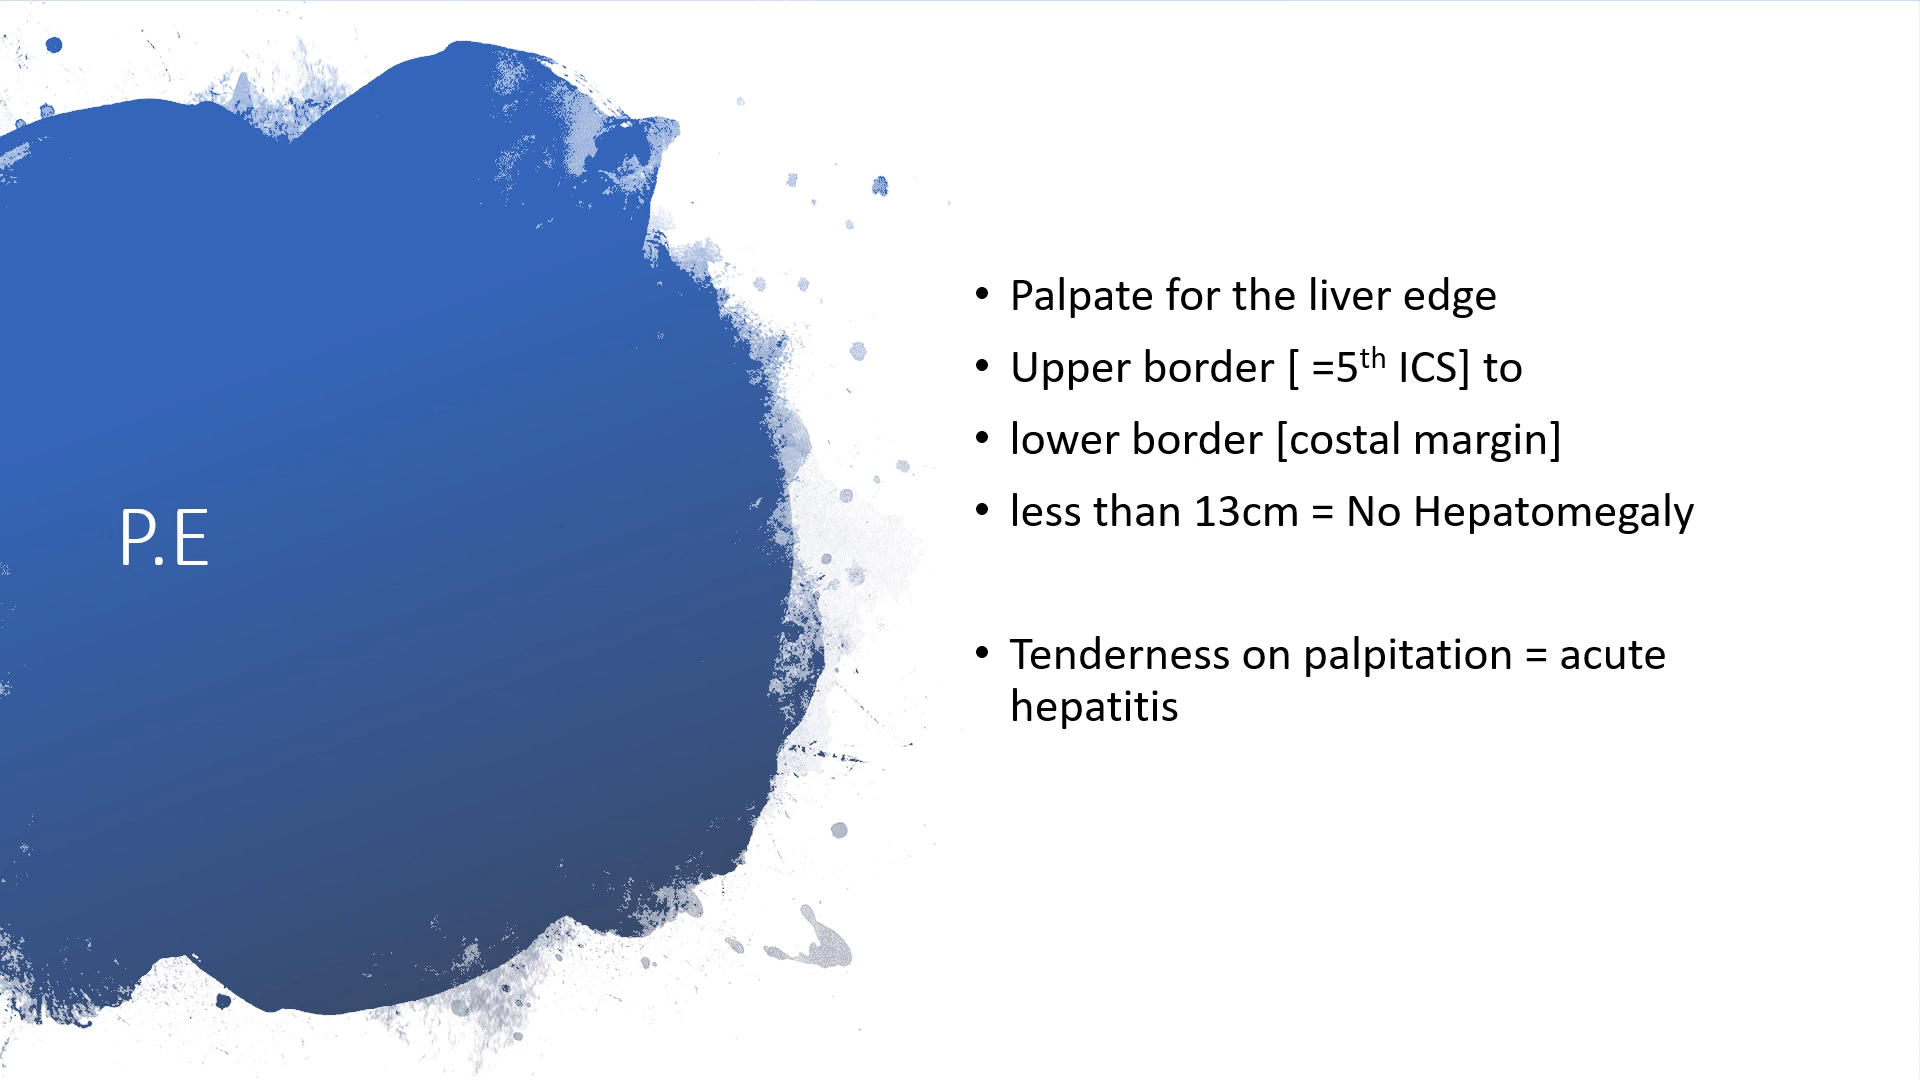 P.E
• Palpate for the liver edge
• Upper border [ =5th ICS] to
• lower border [costal margin]
• less than 13cm = No Hepatomegaly
• Tenderness on palpitation = acute
hepatitis